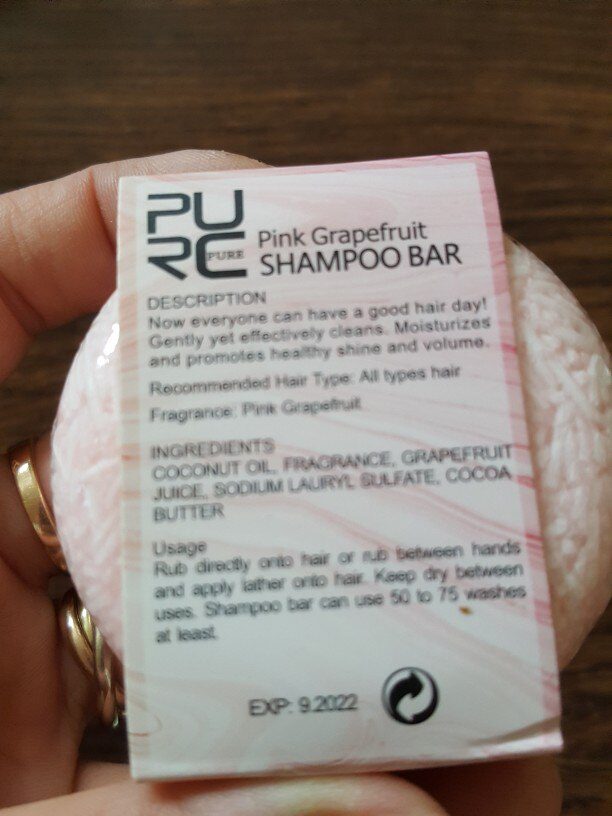 PU
RC PURE
Pink Grapefruit
SHAMPOO BAR
DESCRIPTION
Now everyone can have a good hair day!
Gently yet effectively cleans. Moisturizes
and promotes healthy shine and volume.
Recommended Hair Type: All types hair
Fragrance: Pink Grapefruit
INGREDIENTS
COCONUT OIL, FRAGRANCE, GRAPEFRUIT
JUICE, SODIUM LAURYL SULFATE, COCOA
BUTTER
Usage
Rub directly onto hair or rub between hands
and apply lather onto hair. Keep dry between
uses. Shampoo bar can use 50 to 75 washes
at least.
EXP: 9.2022